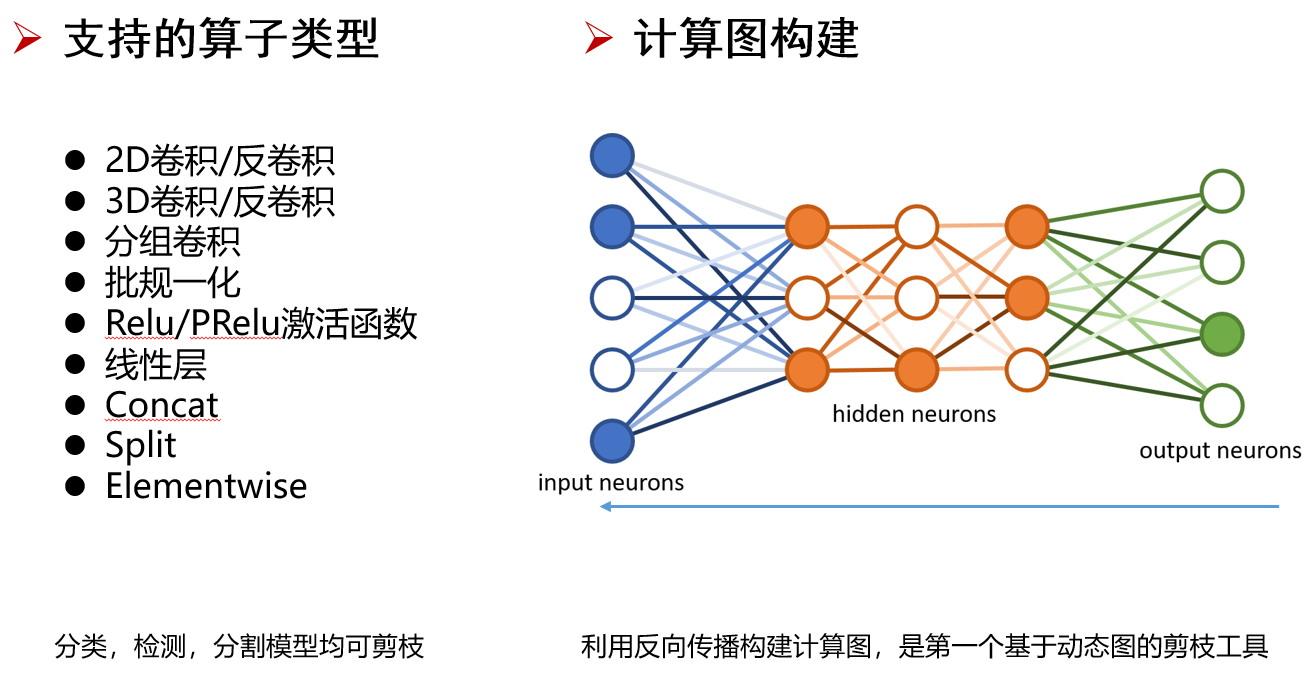 支持的算子类型
2D卷积/反卷积
3D卷积/反卷积
分组卷积
批规一化
Relu/PRelu激活函数
线性层
Concat
Split
Elementwise
分类，检测，分割模型均可剪枝
计算图构建
hidden neurons
output neurons
input neurons
利用反向传播构建计算图，是第一个基于动态图的剪枝工具